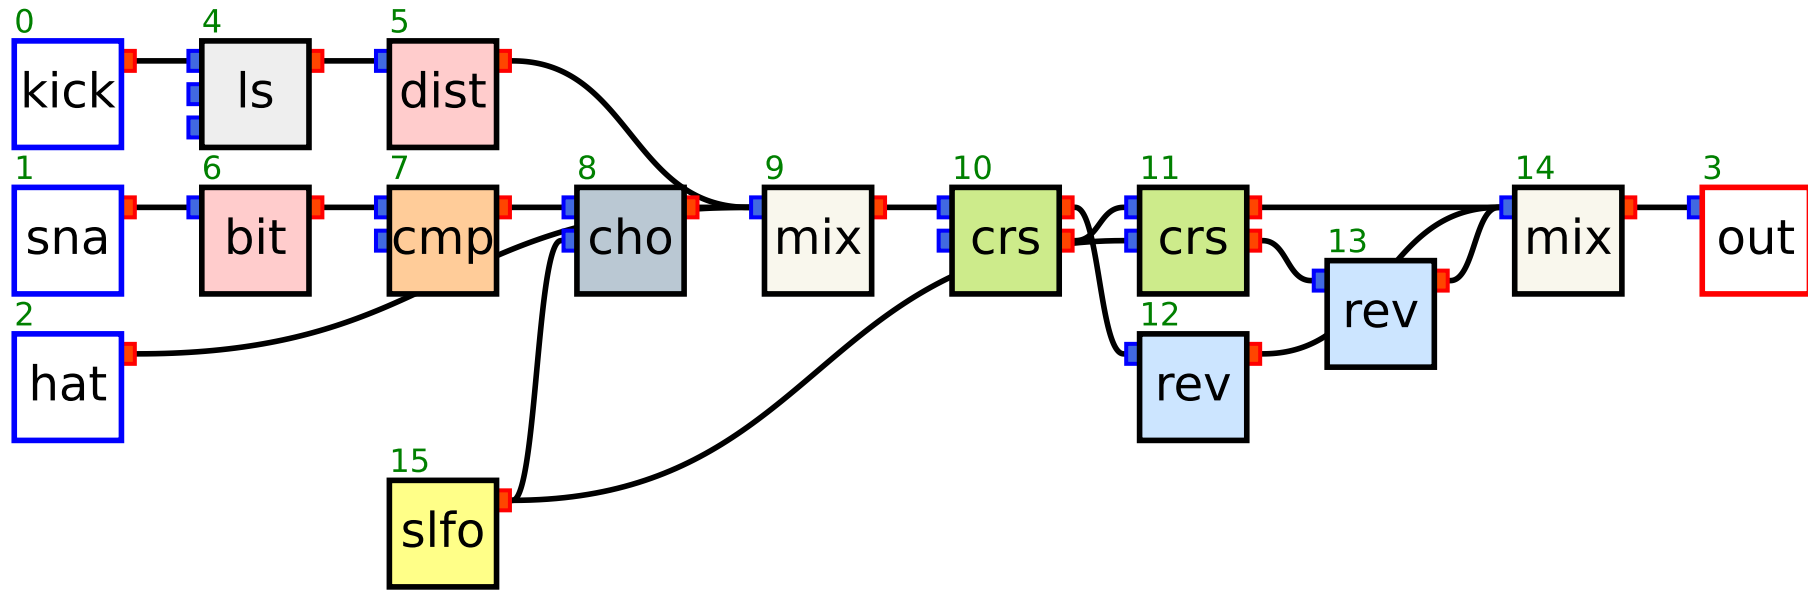 0
kick
4
ls
5
dist
1
sna
6
bit
7
cmp
8
cho
9
mix
10
crs
11
crs
14
mix
3
out
13
rev
2
hat
12
rev
15
slfo